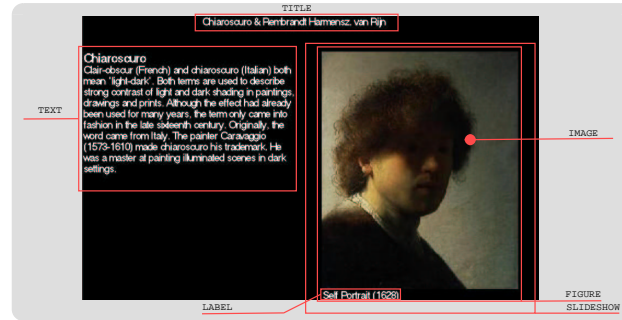 TITLE
Chiaroscuro & Rembrandt Harmensz. van Rijn
Chiaroscuro
Clair-obscur (French) and chiaroscuro (Italian) both
mean 'light-dark'. Both terms are used to describe
strong contrast of light and dark shading in paintings,
drawings and prints. Although the effect had already
been used for many years, the term only came into
fashion in the late sixteenth century. Originally, the
word came from Italy. The painter Caravaggio
(1573-1610) made chiaroscuro his trademark. He
was a master at painting illuminated scenes in dark
settings.
TEXT
IMAGE
Self Portrait (1628)
LABEL
FIGURE
SLIDESHOW